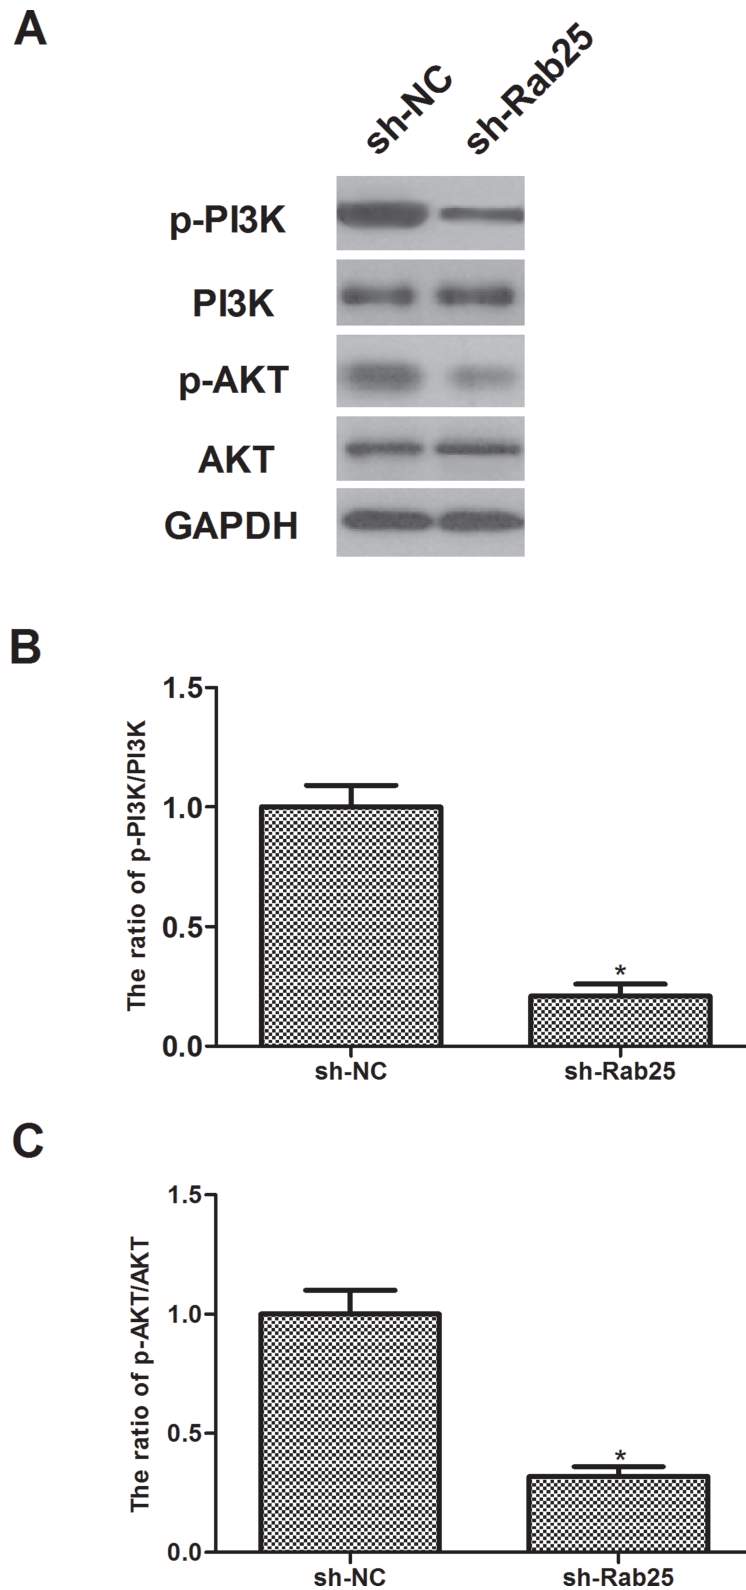 A
sh-NC
sh-Rab25
p-PI3K
PI3K
p-AKT
AKT
GAPDH
B
The ratio of p-PI3K/PI3K
1.5
1.0
0.5
0.0
*
sh-NC
sh-Rab25
C
The ratio of p-AKT/AKT
1.5
1.0
0.5
0.0
*
sh-NC
sh-Rab25